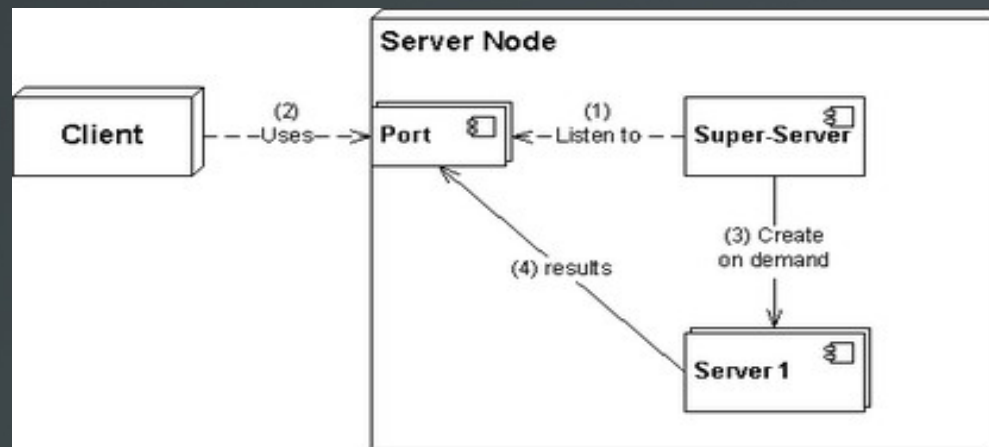 Server Node
Client
(2)
Uses
Port
(1)
Listen to
Super-Server
(3) Create
on demand
(4) results
Server 1